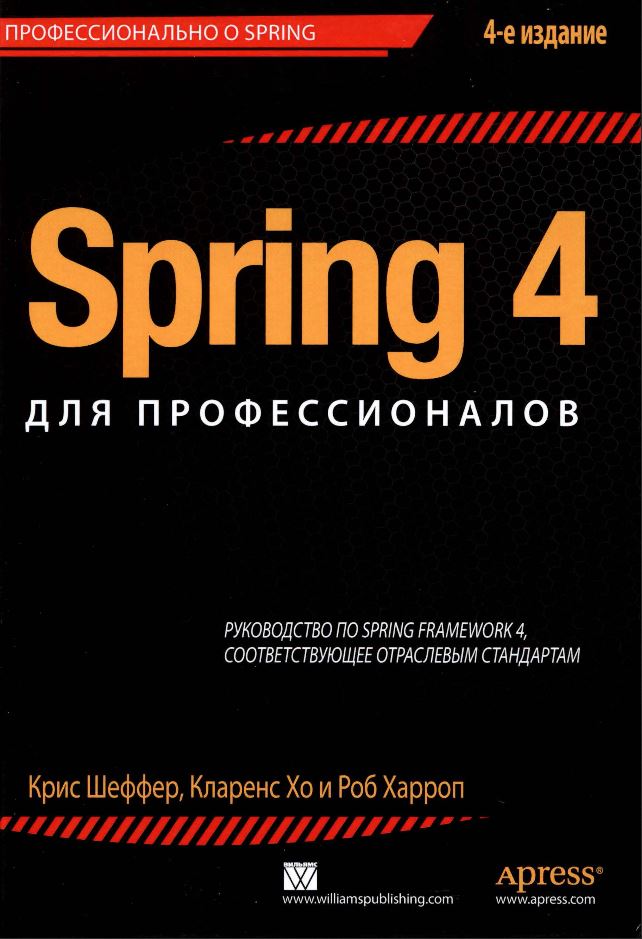 ПРОФЕССИОНАЛЬНО О SPRING
4-е издание
Spring 4
ДЛЯ ПРОФЕССИОНАЛОВ
РУКОВОДСТВО ПО SPRING FRAMEWORK 4,
СООТВЕТСТВУЮЩЕЕ ОТРАСЛЕВЫМ СТАНДАРТАМ
Крис Шеффер, Кларенс Хо и Роб Харроп
ВИЛЬЯМС
W
www.williamspublishing.com
Apress®
www.apress.com